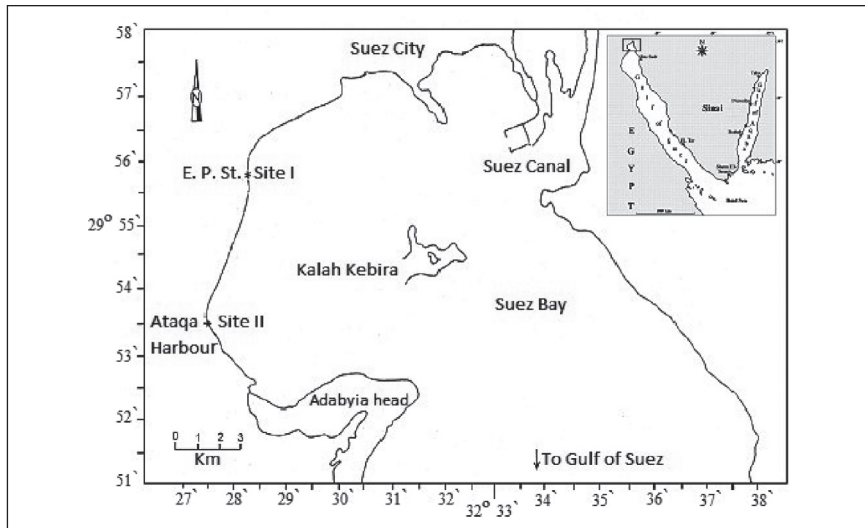 58`
57`
56`
29° 55`
54`
53`
52`
51`
Suez City
N
E. P. St.
Site I
Suez Canal
Kalah Kebira
Suez Bay
Ataqa
Site II
Harbour
Adabyia head
0 1 2 3
Km
To Gulf of Suez
27` 28` 29` 30` 31` 32° 33` 34` 35` 36` 37` 38`
N
Sinai
EGYPT